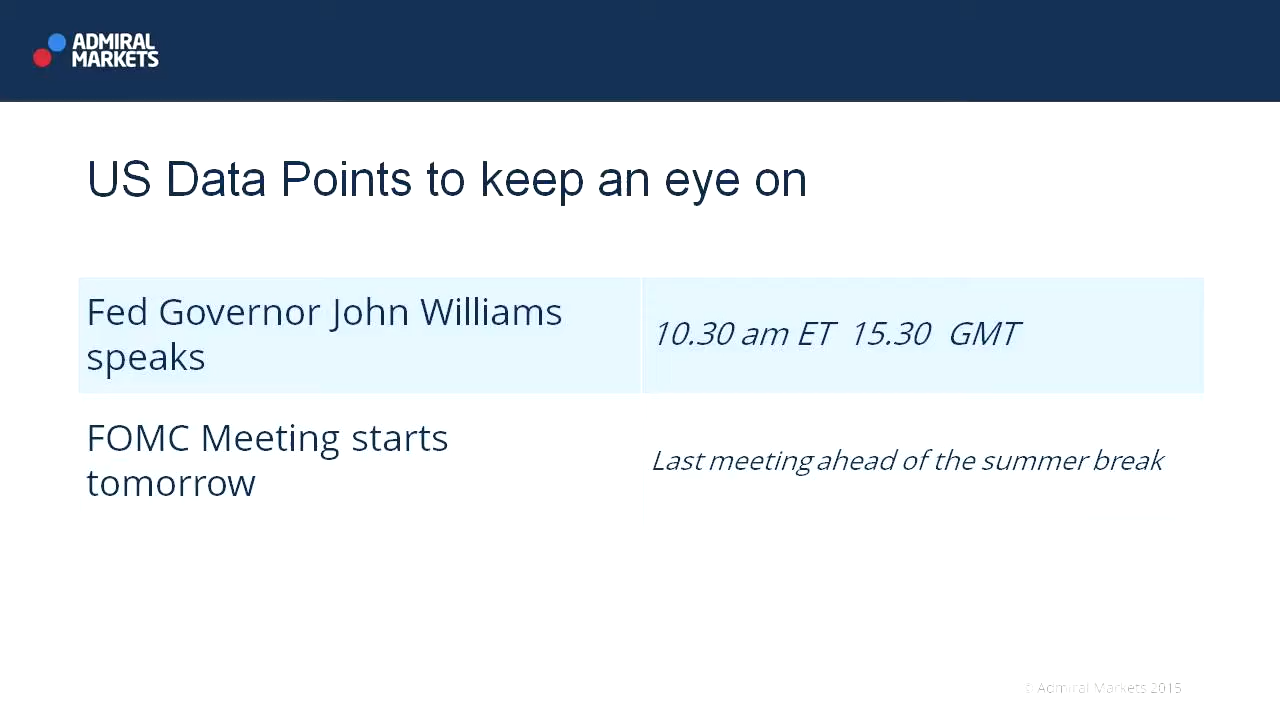 ADMIRAL
MARKETS
US Data Points to keep an eye on
Fed Governor John Williams
speaks
10.30 am ET  15.30  GMT
FOMC Meeting starts
tomorrow
Last meeting ahead of the summer break
© Admiral Markets 2015